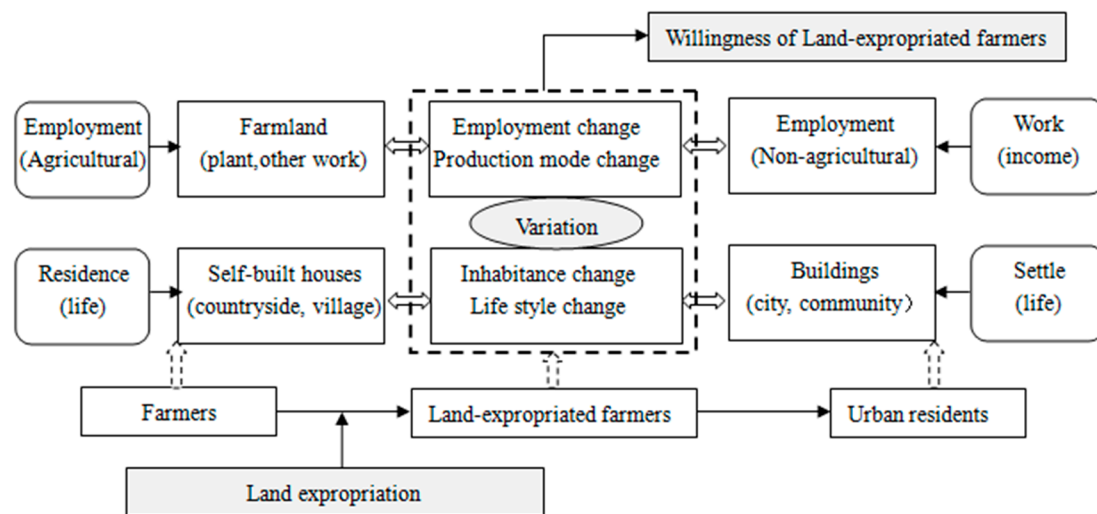 Willingness of Land-expropriated farmers
Employment
(Agricultural)
Farmland
(plant,other work)
Employment change
Production mode change
Employment
(Non-agricultural)
Work
(income)
Variation
Residence
(life)
Self-built houses
(countryside, village)
Inhabitance change
Life style change
Buildings
(city, community）
Settle
(life)
Farmers
Land-expropriated farmers
Urban residents
Land expropriation